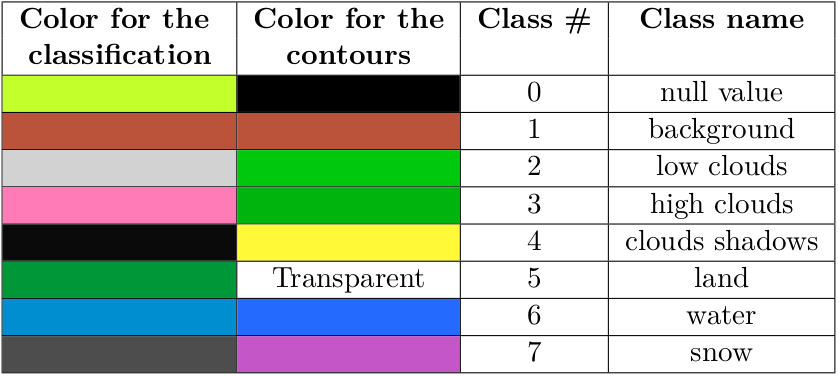 Color for the classification | Color for the contours | Class # | Class name
0 | null value
1 | background
2 | low clouds
3 | high clouds
4 | clouds shadows
Transparent | 5 | land
6 | water
7 | snow